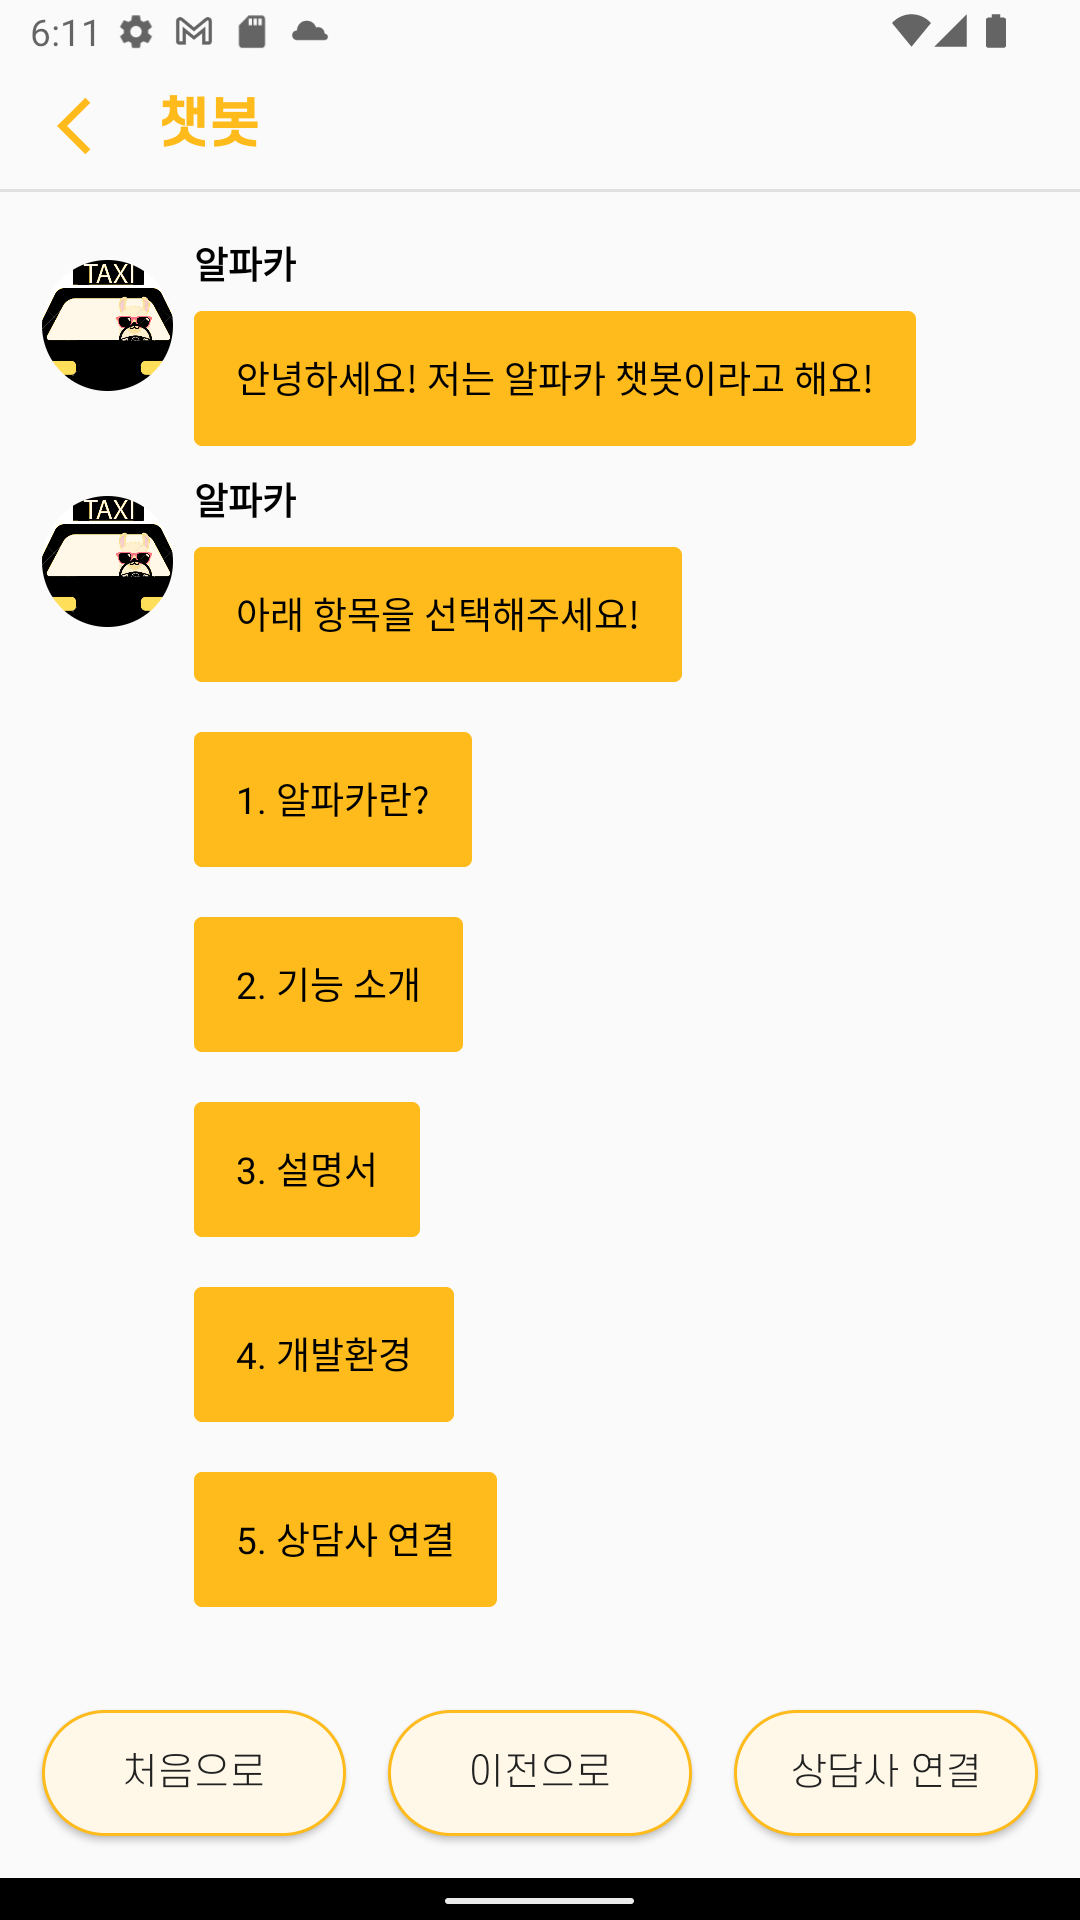 6:11
챗봇
알파카
TAXI
안녕하세요! 저는 알파카 챗봇이라고 해요!
알파카
TAXI
아래 항목을 선택해주세요!
1. 알파카란?
2. 기능 소개
3. 설명서
4. 개발환경
5. 상담사 연결
처음으로
이전으로
상담사 연결